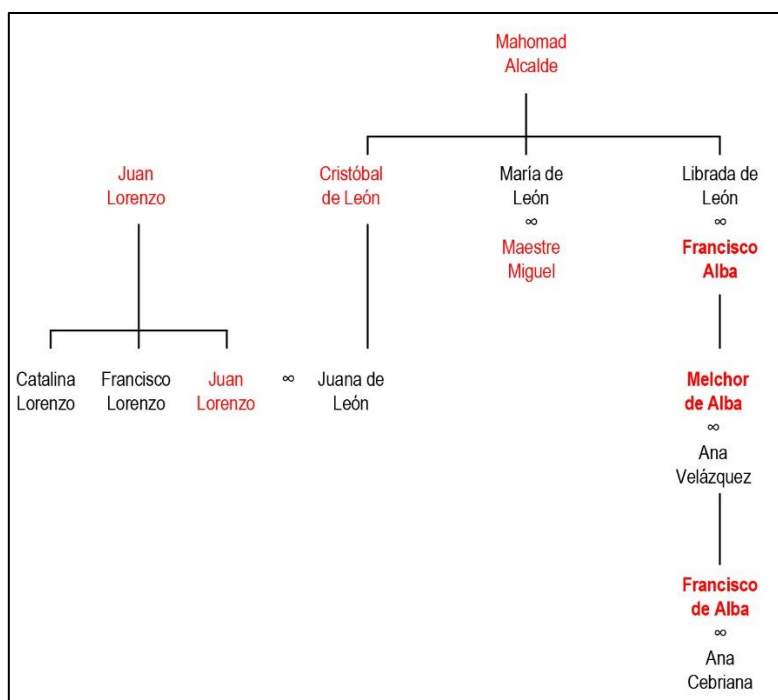 Mahomad
Alcalde
Juan
Lorenzo
Cristóbal
de León
María de
León
∞
Maestre
Miguel
Librada de
León
∞
Francisco
Alba
Catalina
Lorenzo
Francisco
Lorenzo
Juan
Lorenzo
∞
Juana de
León
Melchor
de Alba
∞
Ana
Velázquez
Francisco
de Alba
∞
Ana
Cebriana